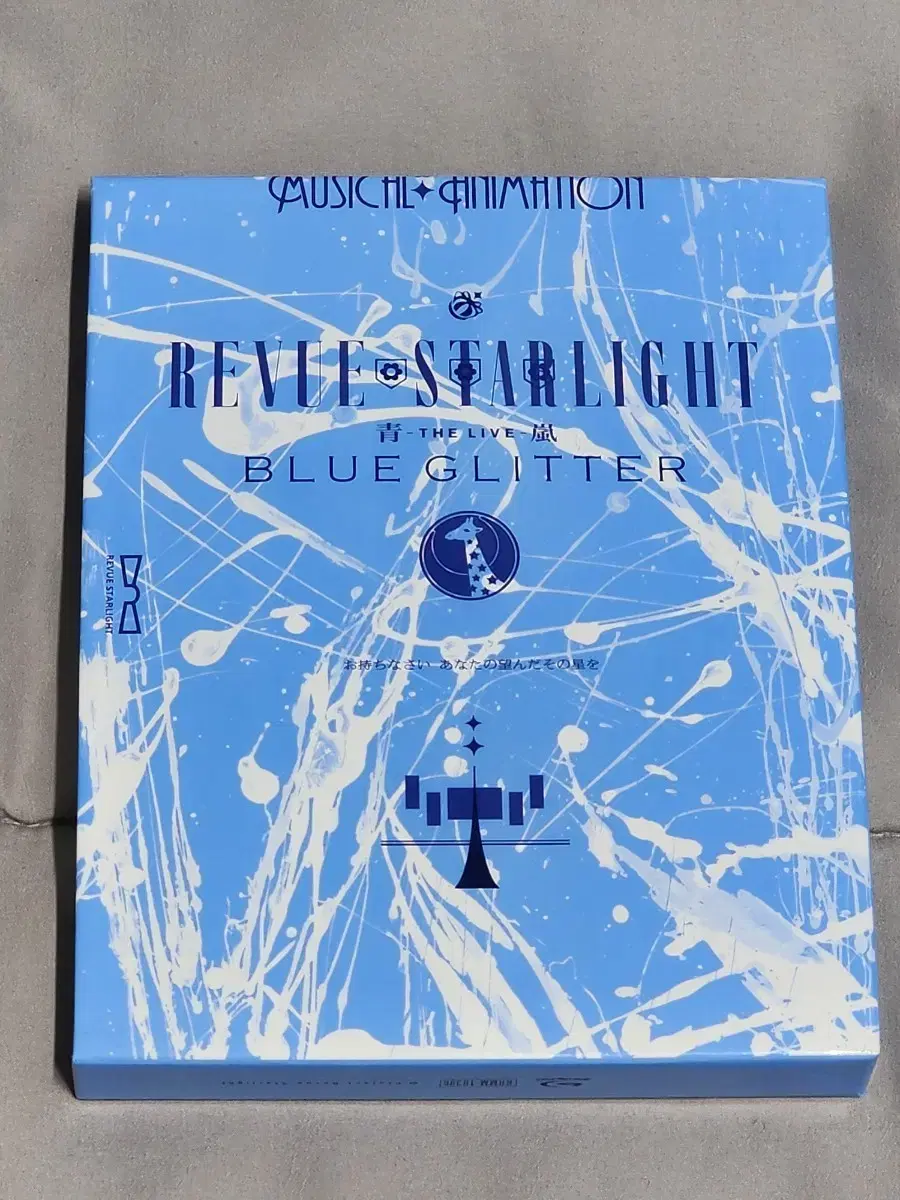 MUSICAL ANIMATION
REVUE STARLIGHT
青-THE LIVE-嵐
BLUE GLITTER
REVUE STARLIGHT
お持ちなさい あなたの望んだその星を